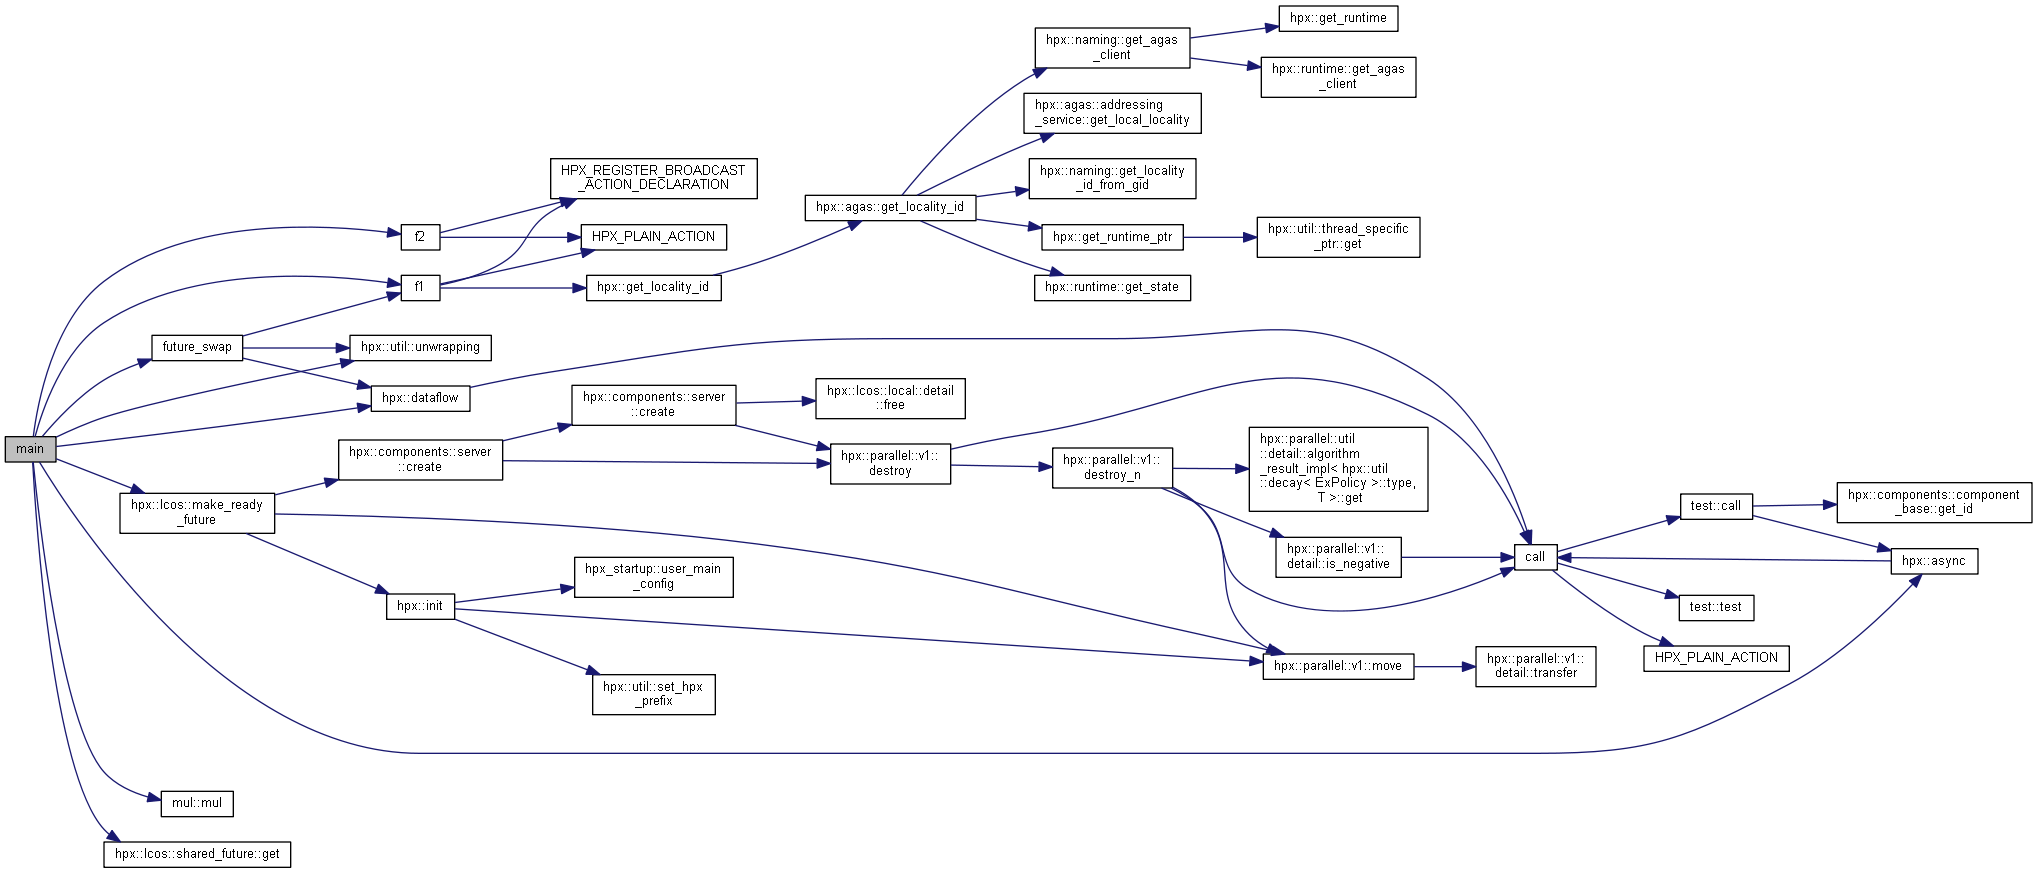 main
f2
f1
future_swap
hpx::util::unwrapping
hpx::dataflow
hpx::lcos::make_ready
_future
mul::mul
hpx::lcos::shared_future::get
HPX_REGISTER_BROADCAST
_ACTION_DECLARATION
HPX_PLAIN_ACTION
hpx::get_locality_id
hpx::agas::get_locality_id
hpx::naming::get_agas
_client
hpx::get_runtime
hpx::runtime::get_agas
_client
hpx::agas::addressing
_service::get_local_locality
hpx::naming::get_locality
_id_from_gid
hpx::get_runtime_ptr
hpx::util::thread_specific
_ptr::get
hpx::runtime::get_state
hpx::components::server
::create
hpx::components::server
::create
hpx::lcos::local::detail
::free
hpx::parallel::v1::
destroy
hpx::parallel::v1::
destroy_n
hpx::parallel::util
::detail::algorithm
_result_impl< hpx::util
::decay< ExPolicy >::type,
T >::get
hpx::parallel::v1::
detail::is_negative
hpx::init
hpx_startup::user_main
_config
hpx::util::set_hpx
_prefix
hpx::parallel::v1::move
hpx::parallel::v1::
detail::transfer
call
test::call
hpx::components::component
_base::get_id
hpx::async
test::test
HPX_PLAIN_ACTION